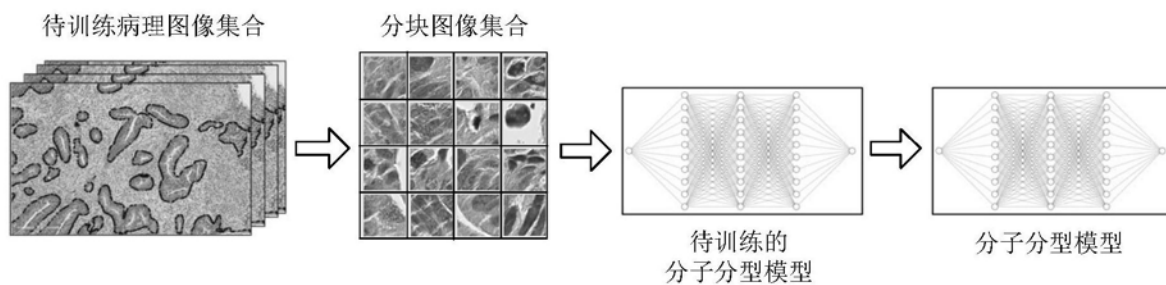 待训练病理图像集合
分块图像集合
待训练的
分子分型模型
分子分型模型